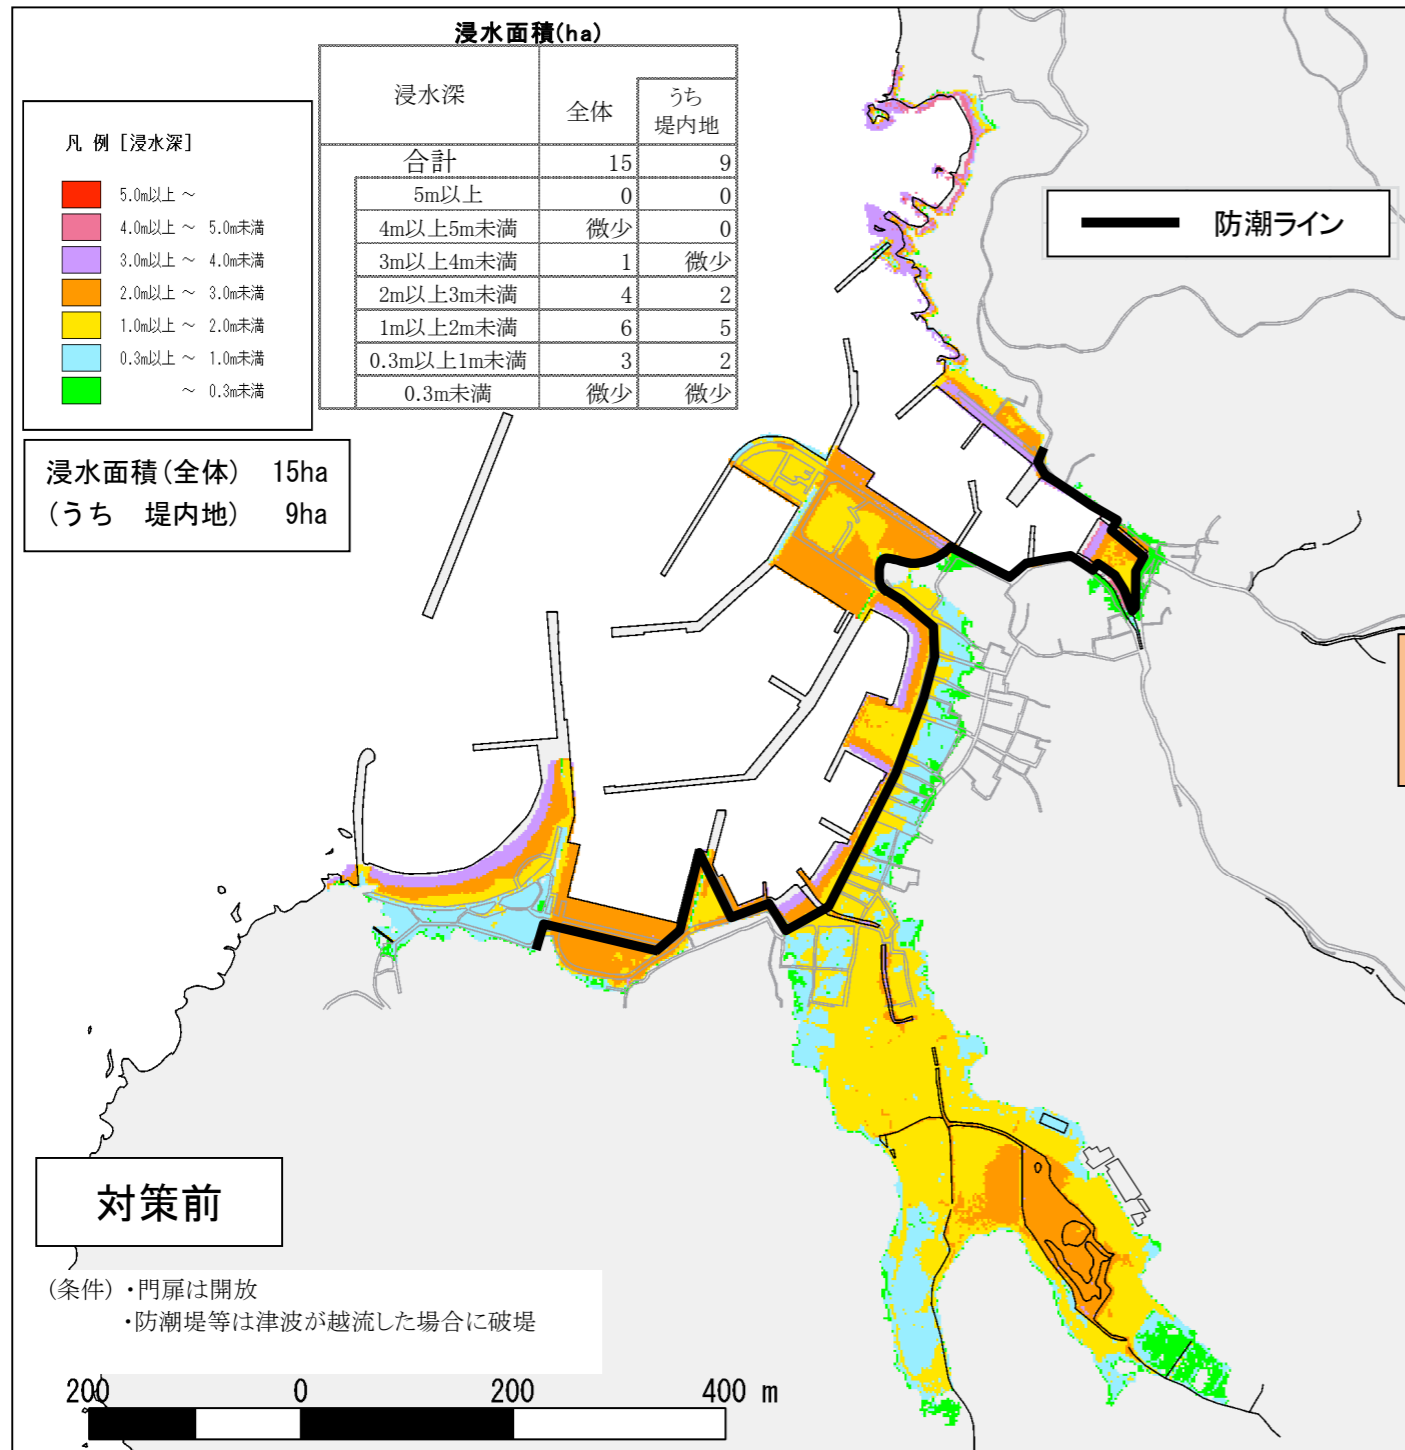 浸水面積(ha)
浸水深 全体 うち堤内地
合計 15 9
5m以上 0 0
4m以上5m未満 微少 0
3m以上4m未満 1 微少
2m以上3m未満 4 2
1m以上2m未満 6 5
0.3m以上1m未満 3 2
0.3m未満 微少 微少
凡 例 [浸水深]
5.0m以上 ～
4.0m以上 ～ 5.0m未満
3.0m以上 ～ 4.0m未満
2.0m以上 ～ 3.0m未満
1.0m以上 ～ 2.0m未満
0.3m以上 ～ 1.0m未満
～ 0.3m未満
防潮ライン
浸水面積(全体) 15ha
(うち 堤内地) 9ha
対策前
(条件)・門扉は開放
・防潮堤等は津波が越流した場合に破堤
200 0 200 400 m